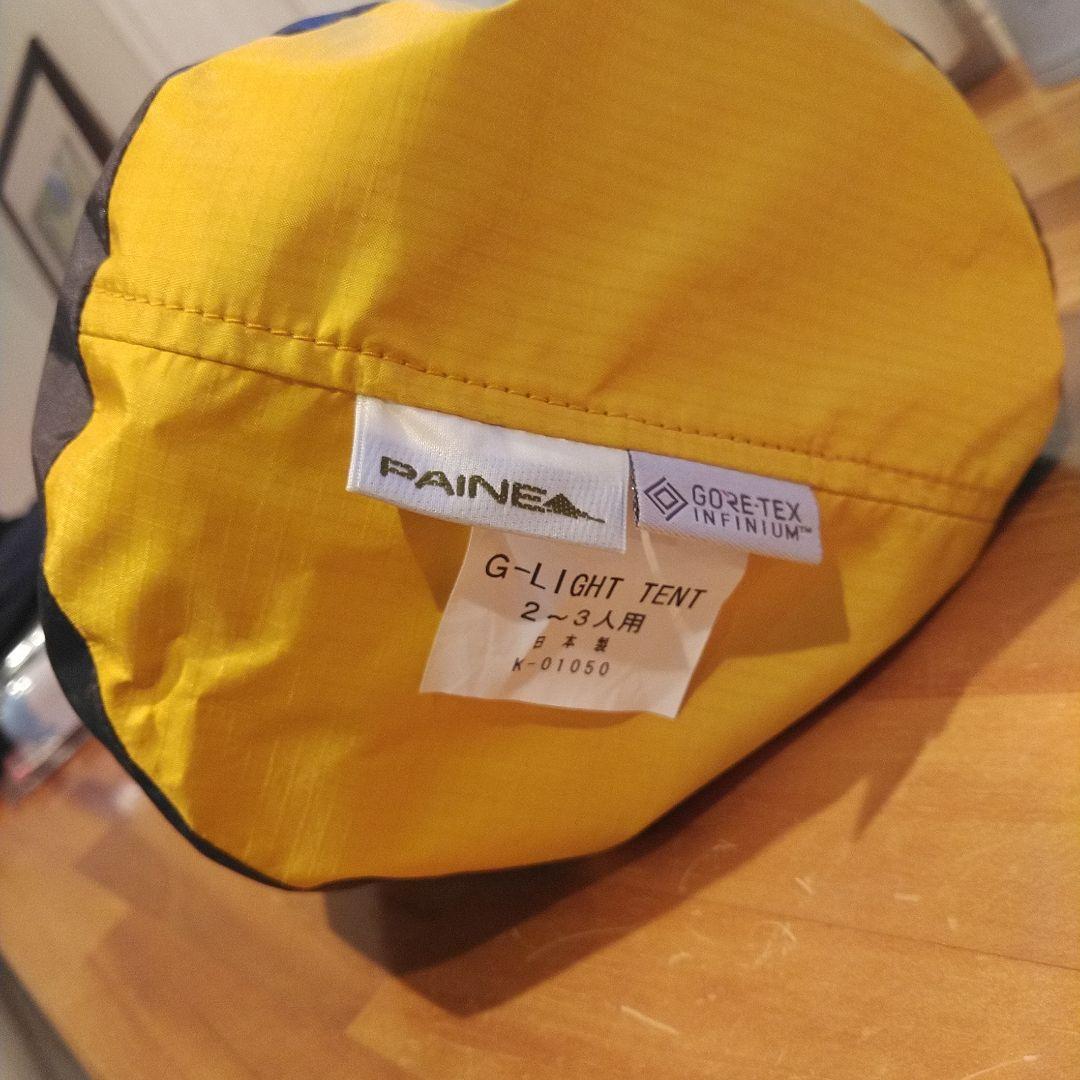 PAINE
GORE-TEX
INFINIUM™
G-LIGHT TENT
2～3人用
日本製
K-01050